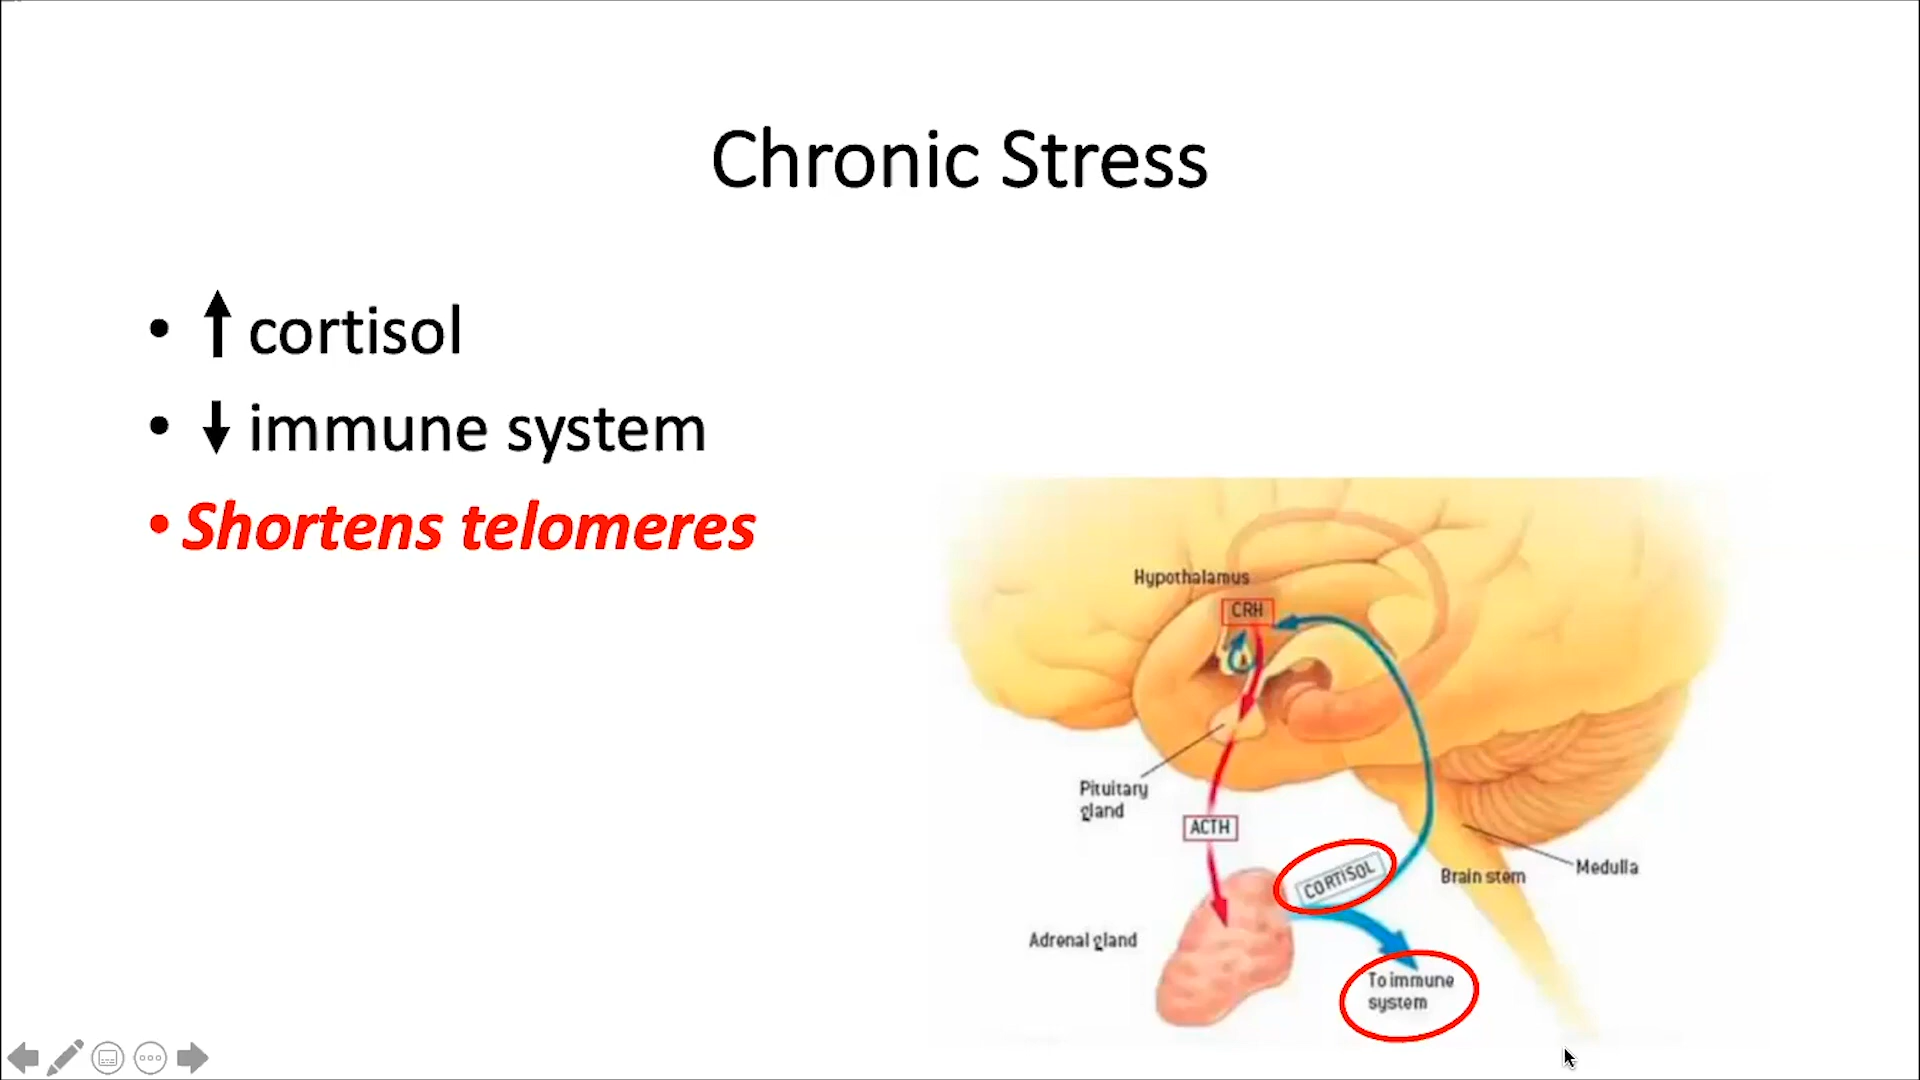 Chronic Stress
• ↑ cortisol
• ↓ immune system
• Shortens telomeres
Hypothalamus
CRH
Pituitary
gland
ACTH
CORTISOL
Brain stem
Medulla
Adrenal gland
To immune
system